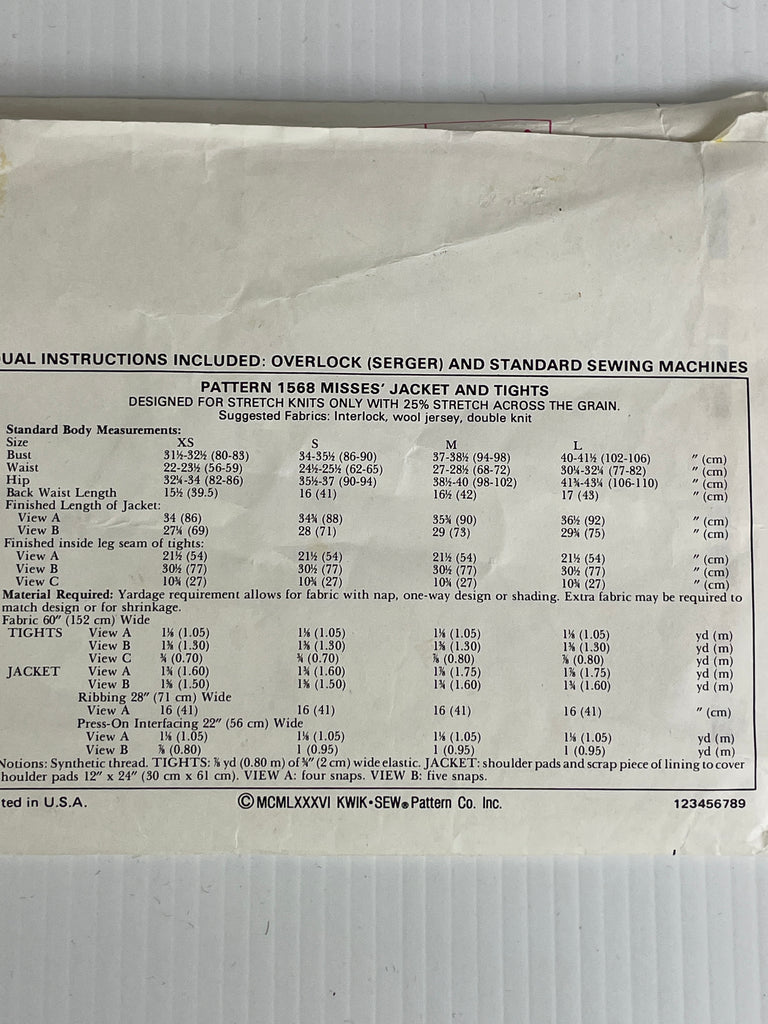 UAL INSTRUCTIONS INCLUDED: OVERLOCK (SERGER) AND STANDARD SEWING MACHINES
PATTERN 1568 MISSES' JACKET AND TIGHTS
DESIGNED FOR STRETCH KNITS ONLY WITH 25% STRETCH ACROSS THE GRAIN.
Suggested Fabrics: Interlock, wool jersey, double knit
Standard Body Measurements:
Size XS S M L
Bust 31½-32½ (80-83) 34-35½ (86-90) 37-38½ (94-98) 40-41½ (102-106) ″ (cm)
Waist 22-23½ (56-59) 24½-25½ (62-65) 27-28½ (68-72) 30¼-32¼ (77-82) ″ (cm)
Hip 32¼-34 (82-86) 35½-37 (90-94) 38½-40 (98-102) 41¾-43¼ (106-110) ″ (cm)
Back Waist Length 15½ (39.5) 16 (41) 16½ (42) 17 (43) ″ (cm)
Finished Length of Jacket:
View A 34 (86) 34¾ (88) 35¾ (90) 36½ (92) ″ (cm)
View B 27¼ (69) 28 (71) 29 (73) 29¾ (75) ″ (cm)
Finished inside leg seam of tights:
View A 21½ (54) 21½ (54) 21½ (54) 21½ (54) ″ (cm)
View B 30½ (77) 30½ (77) 30½ (77) 30½ (77) ″ (cm)
View C 10¾ (27) 10¾ (27) 10¾ (27) 10¾ (27) ″ (cm)
Material Required: Yardage requirement allows for fabric with nap, one-way design or shading. Extra fabric may be required to
match design or for shrinkage.
Fabric 60″ (152 cm) Wide
TIGHTS View A 1⅛ (1.05) 1⅛ (1.05) 1⅛ (1.05) 1⅛ (1.05) yd (m)
View B 1⅜ (1.30) 1⅜ (1.30) 1⅜ (1.30) 1⅜ (1.30) yd (m)
View C ¾ (0.70) ¾ (0.70) ⅞ (0.80) ⅞ (0.80) yd (m)
JACKET View A 1¾ (1.60) 1¾ (1.60) 1⅞ (1.75) 1⅞ (1.75) yd (m)
View B 1⅝ (1.50) 1⅝ (1.50) 1¾ (1.60) 1¾ (1.60) yd (m)
Ribbing 28″ (71 cm) Wide
View A 16 (41) 16 (41) 16 (41) 16 (41) ″ (cm)
Press-On Interfacing 22″ (56 cm) Wide
View A 1⅛ (1.05) 1⅛ (1.05) 1⅛ (1.05) 1⅛ (1.05) yd (m)
View B ⅞ (0.80) 1 (0.95) 1 (0.95) 1 (0.95) yd (m)
Notions: Synthetic thread. TIGHTS: ⅞ yd (0.80 m) of ¾″ (2 cm) wide elastic. JACKET: shoulder pads and scrap piece of lining to cover
houlder pads 12″ x 24″ (30 cm x 61 cm). VIEW A: four snaps. VIEW B: five snaps.
ted in U.S.A. ©MCMLXXXVI KWIK•SEW® Pattern Co. Inc. 123456789